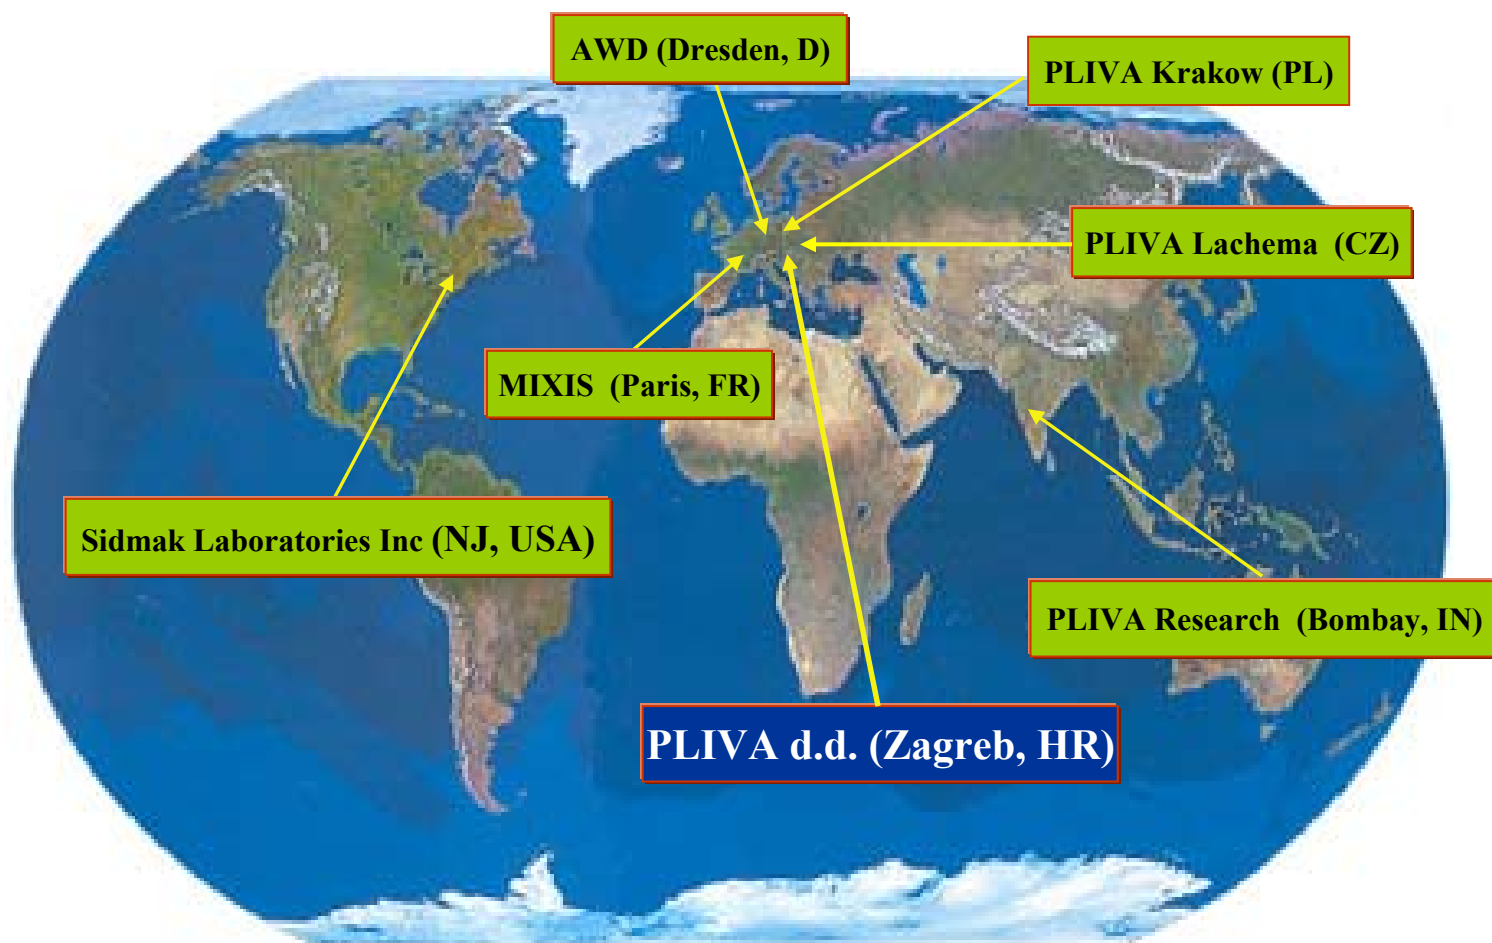 AWD (Dresden, D)
PLIVA Krakow (PL)
PLIVA Lachema (CZ)
MIXIS (Paris, FR)
Sidmak Laboratories Inc (NJ, USA)
PLIVA Research (Bombay, IN)
PLIVA d.d. (Zagreb, HR)